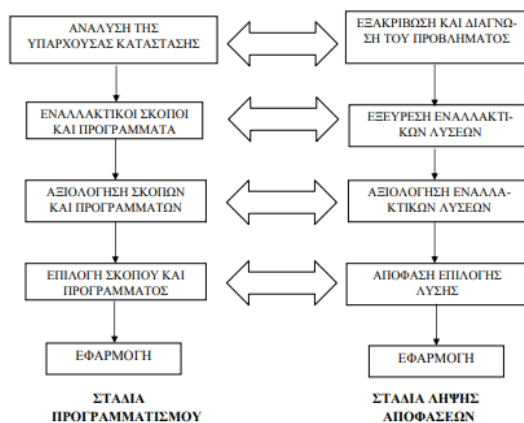 ΑΝΑΛΥΣΗ ΤΗΣ
ΥΠΑΡΧΟΥΣΑΣ ΚΑΤΑΣΤΑΣΗΣ
ΕΞΑΚΡΙΒΩΣΗ ΚΑΙ ΔΙΑΓΝΩ-
ΣΗ ΤΟΥ ΠΡΟΒΛΗΜΑΤΟΣ
ΕΝΑΛΛΑΚΤΙΚΟΙ ΣΚΟΠΟΙ
ΚΑΙ ΠΡΟΓΡΑΜΜΑΤΑ
ΕΞΕΥΡΕΣΗ ΕΝΑΛΛΑΚΤΙ-
ΚΩΝ ΛΥΣΕΩΝ
ΑΞΙΟΛΟΓΗΣΗ ΣΚΟΠΩΝ
ΚΑΙ ΠΡΟΓΡΑΜΜΑΤΩΝ
ΑΞΙΟΛΟΓΗΣΗ ΕΝΑΛΛΑ-
ΚΤΙΚΩΝ ΛΥΣΕΩΝ
ΕΠΙΛΟΓΗ ΣΚΟΠΟΥ ΚΑΙ
ΠΡΟΓΡΑΜΜΑΤΟΣ
ΑΠΟΦΑΣΗ ΕΠΙΛΟΓΗΣ
ΛΥΣΗΣ
ΕΦΑΡΜΟΓΗ
ΕΦΑΡΜΟΓΗ
ΣΤΑΔΙΑ
ΠΡΟΓΡΑΜΜΑΤΙΣΜΟΥ
ΣΤΑΔΙΑ ΛΗΨΗΣ
ΑΠΟΦΑΣΕΩΝ